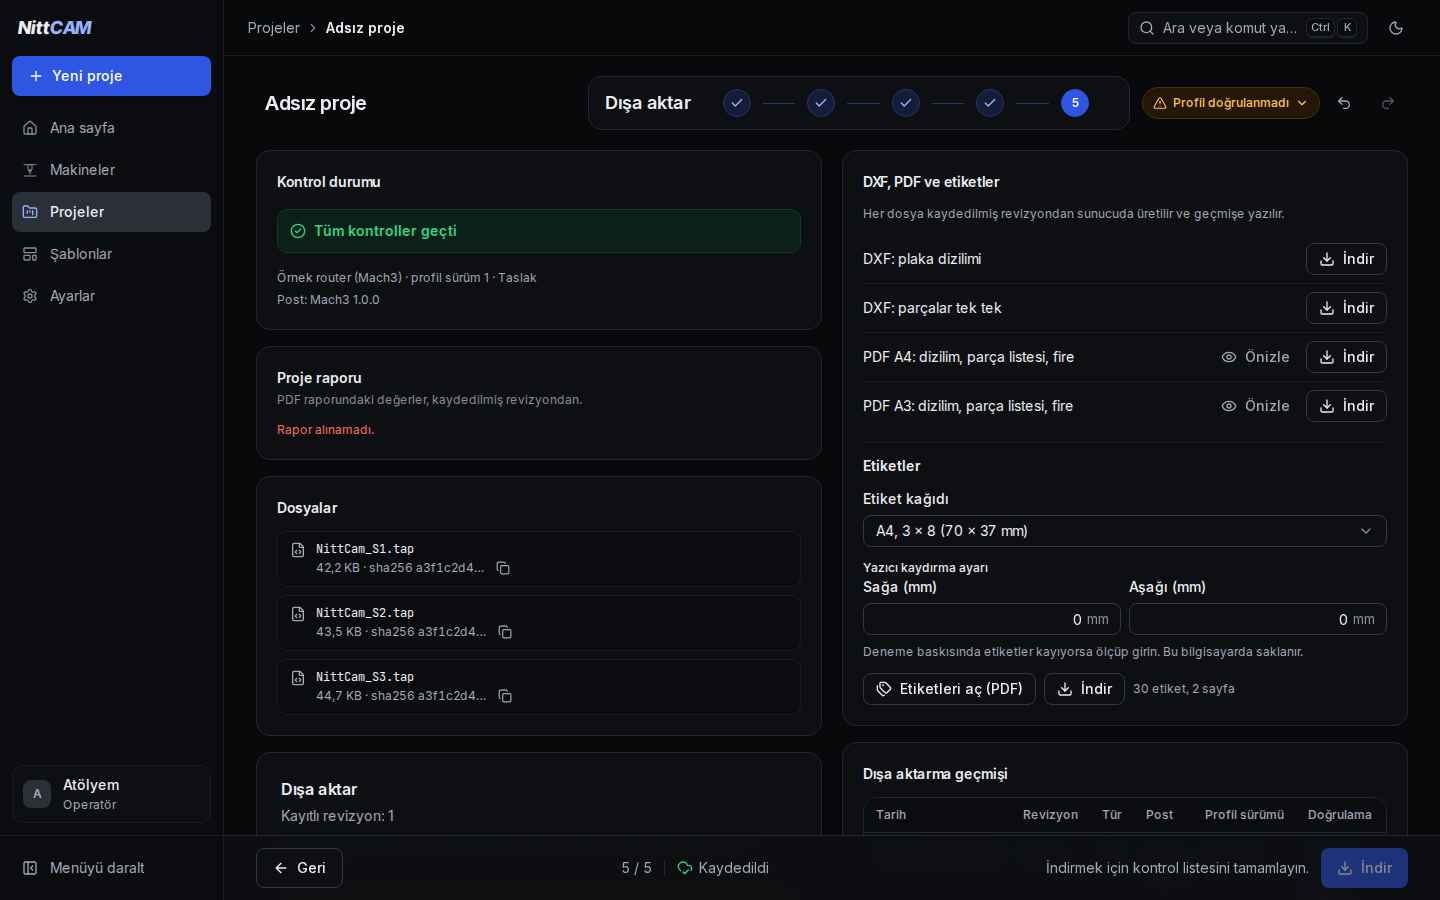 NittCAM
Yeni proje
Ana sayfa
Makineler
Projeler
Şablonlar
Ayarlar
A
Atölyem
Operatör
Menüyü daralt
Projeler > Adsız proje
Ara veya komut ya... Ctrl K
Adsız proje
Dışa aktar
5
Profil doğrulanmadı
Kontrol durumu
Tüm kontroller geçti
Örnek router (Mach3) · profil sürüm 1 · Taslak
Post: Mach3 1.0.0
Proje raporu
PDF raporundaki değerler, kaydedilmiş revizyondan.
Rapor alınamadı.
Dosyalar
NittCam_S1.tap
42,2 KB · sha256 a3f1c2d4...
NittCam_S2.tap
43,5 KB · sha256 a3f1c2d4...
NittCam_S3.tap
44,7 KB · sha256 a3f1c2d4...
Dışa aktar
Kayıtlı revizyon: 1
DXF, PDF ve etiketler
Her dosya kaydedilmiş revizyondan sunucuda üretilir ve geçmişe yazılır.
DXF: plaka dizilimi İndir
DXF: parçalar tek tek İndir
PDF A4: dizilim, parça listesi, fire Önizle İndir
PDF A3: dizilim, parça listesi, fire Önizle İndir
Etiketler
Etiket kağıdı
A4, 3 × 8 (70 × 37 mm)
Yazıcı kaydırma ayarı
Sağa (mm) Aşağı (mm)
0 mm 0 mm
Deneme baskısında etiketler kayıyorsa ölçüp girin. Bu bilgisayarda saklanır.
Etiketleri aç (PDF) İndir 30 etiket, 2 sayfa
Dışa aktarma geçmişi
Tarih Revizyon Tür Post Profil sürümü Doğrulama
Geri
5 / 5 Kaydedildi
İndirmek için kontrol listesini tamamlayın. İndir